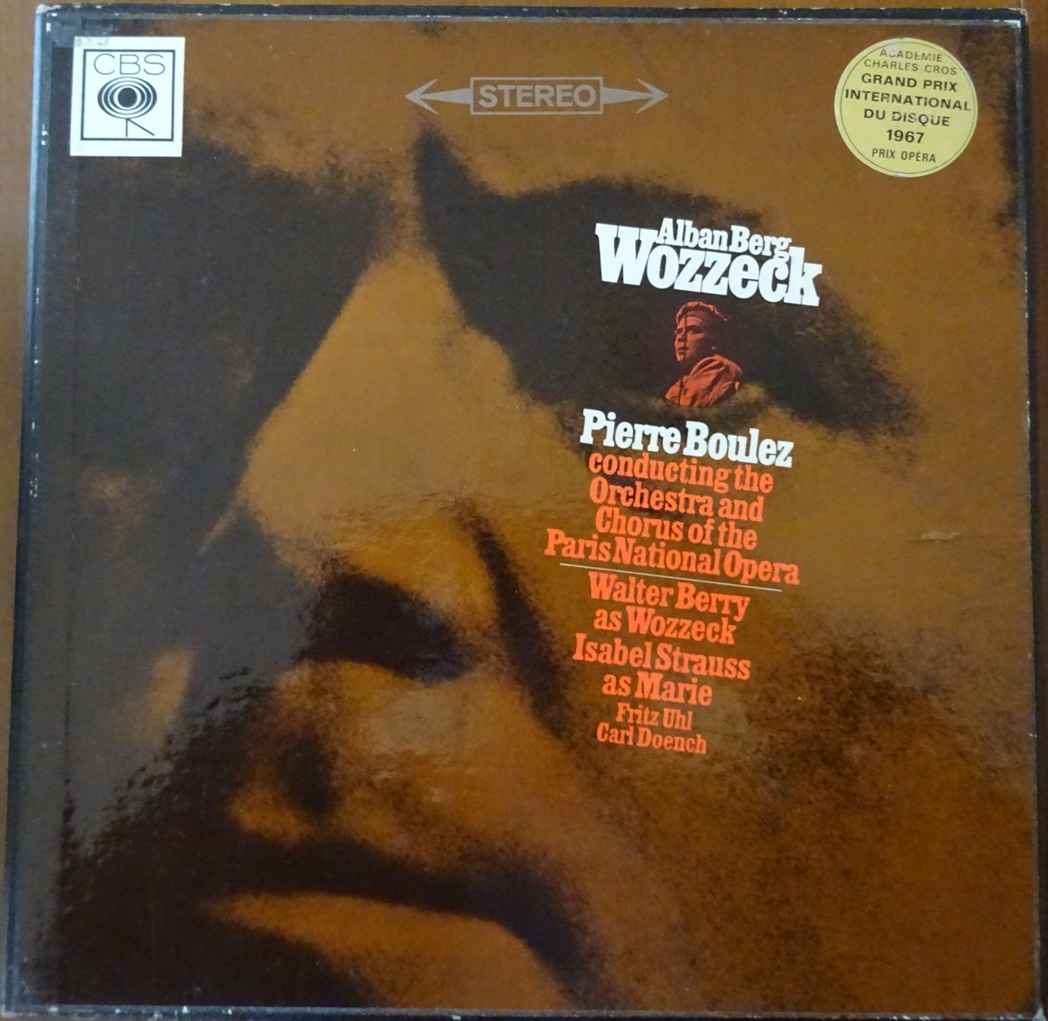 CBS
STEREO
ACADÉMIE
CHARLES CROS
GRAND PRIX
INTERNATIONAL
DU DISQUE
1967
PRIX OPÉRA
Alban Berg
Wozzeck
Pierre Boulez
conducting the
Orchestra and
Chorus of the
Paris National Opera
Walter Berry
as Wozzeck
Isabel Strauss
as Marie
Fritz Uhl
Carl Doench